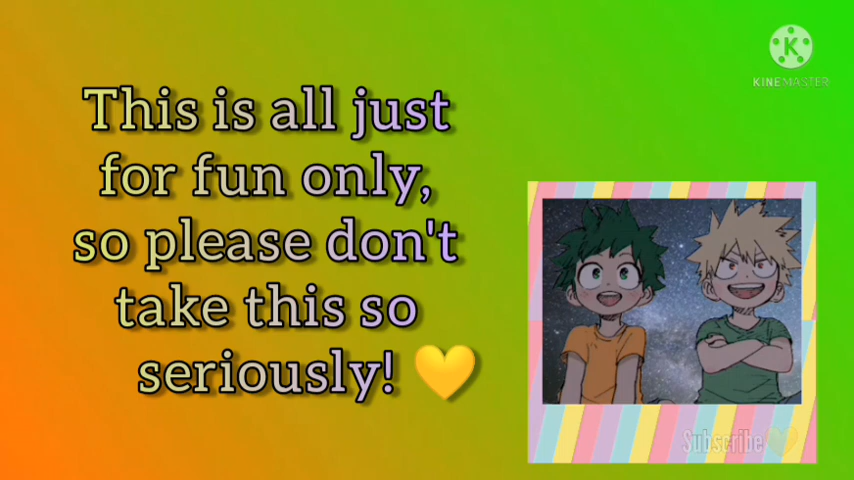 This is all just
for fun only,
so please don't
take this so
seriously! 💛
KINEMASTER
Subscribe💛